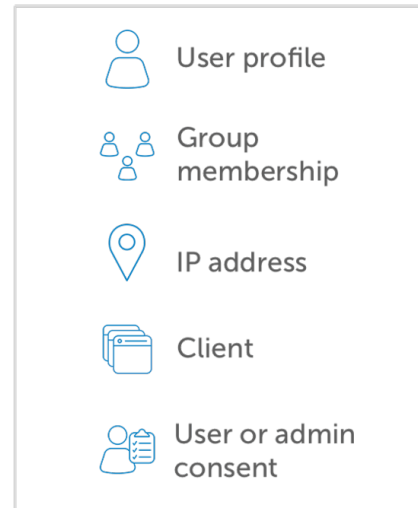 User profile
Group
membership
IP address
Client
User or admin
consent